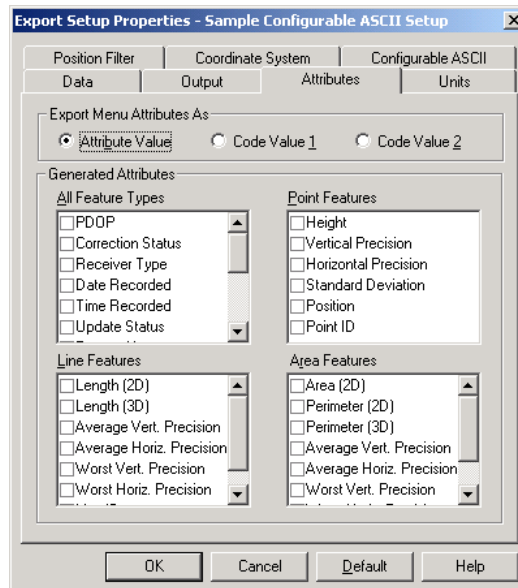 Export Setup Properties - Sample Configurable ASCII Setup
Position Filter
Coordinate System
Configurable ASCII
Data
Output
Attributes
Units
Export Menu Attributes As
Attribute Value
Code Value 1
Code Value 2
Generated Attributes
All Feature Types
PDOP
Correction Status
Receiver Type
Date Recorded
Time Recorded
Update Status
Point Features
Height
Vertical Precision
Horizontal Precision
Standard Deviation
Position
Point ID
Line Features
Length (2D)
Length (3D)
Average Vert. Precision
Average Horiz. Precision
Worst Vert. Precision
Worst Horiz. Precision
Area Features
Area (2D)
Perimeter (2D)
Perimeter (3D)
Average Vert. Precision
Average Horiz. Precision
Worst Vert. Precision
OK
Cancel
Default
Help